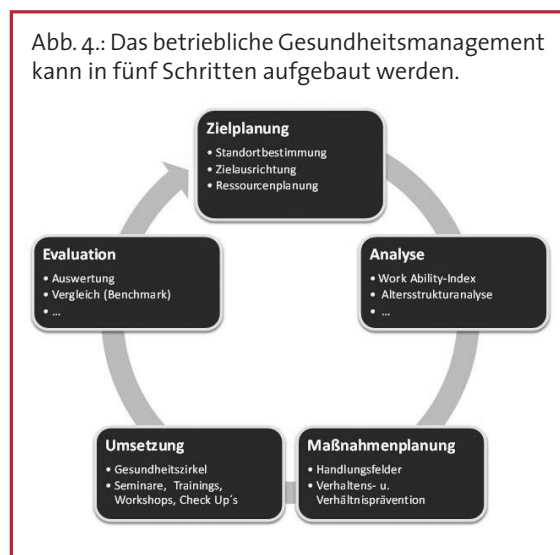 Abb. 4.: Das betriebliche Gesundheitsmanagement
kann in fünf Schritten aufgebaut werden.
Zielplanung
• Standortbestimmung
• Zielausrichtung
• Ressourcenplanung
Analyse
• Work Ability-Index
• Altersstrukturanalyse
• ...
Maßnahmenplanung
• Handlungsfelder
• Verhaltens- u.
Verhältnisprävention
Umsetzung
• Gesundheitszirkel
• Seminare, Trainings,
Workshops, Check Up´s
Evaluation
• Auswertung
• Vergleich (Benchmark)
• ...